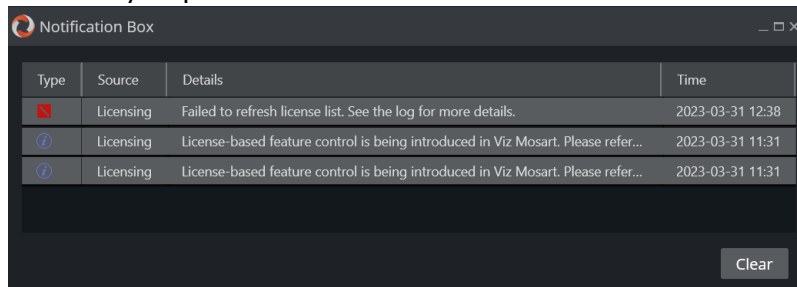 Notification Box
Type Source Details Time
Licensing Failed to refresh license list. See the log for more details. 2023-03-31 12:38
Licensing License-based feature control is being introduced in Viz Mosart. Please refer... 2023-03-31 11:31
Licensing License-based feature control is being introduced in Viz Mosart. Please refer... 2023-03-31 11:31
Clear